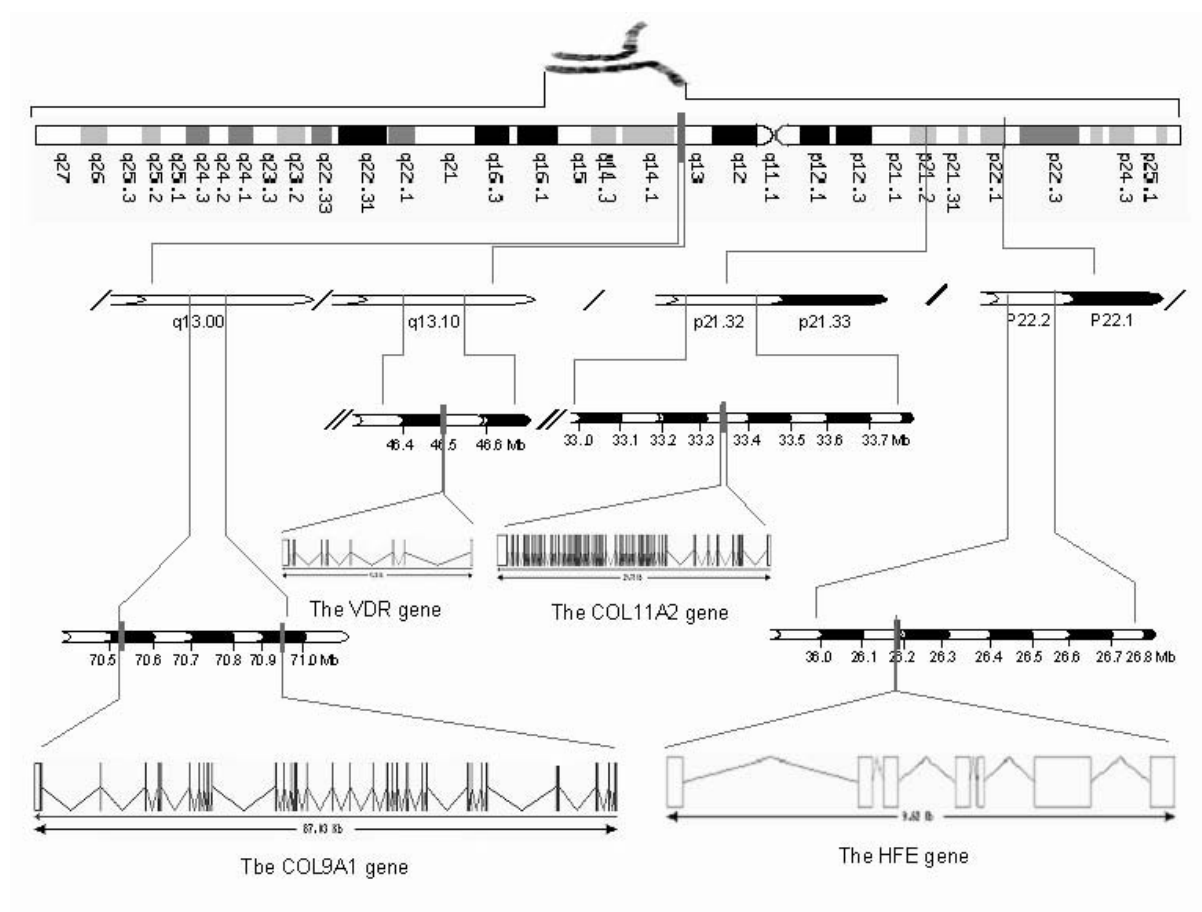 q27 q26 q25.3 q25.2 q25.1 q24.3 q24.2 q24.1 q23.3 q23.2 q22.33 q22.31 q22.1 q21 q16.3 q16.1 q15 q14.3 q14.1 q13 q12 q11.1 p12.1 p12.3 p21.1 p21.2 p21.31 p22.1 p22.3 p24.3 p25.1
q13.00 q13.10 p21.32 p21.33 P22.2 P22.1
46.4 46.5 46.6 Mb 33.0 33.1 33.2 33.3 33.4 33.5 33.6 33.7 Mb
The VDR gene The COL11A2 gene
70.5 70.6 70.7 70.8 70.9 71.0 Mb 36.0 26.1 26.2 26.3 26.4 26.5 26.6 26.7 26.8 Mb
Kb
Tbe COL9A1 gene The HFE gene